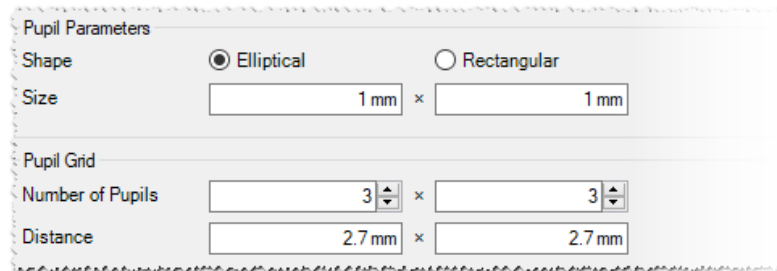 Pupil Parameters
Shape Elliptical Rectangular
Size 1 mm × 1 mm
Pupil Grid
Number of Pupils 3 × 3
Distance 2.7 mm × 2.7 mm